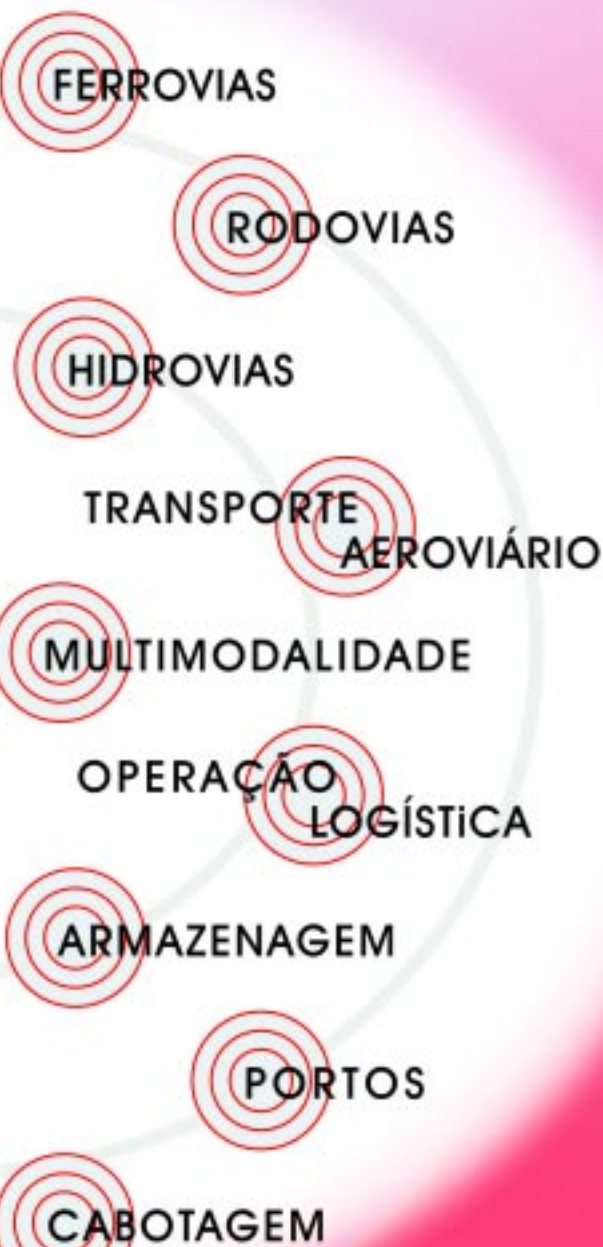 FERROVIAS
RODOVIAS
HIDROVIAS
TRANSPORTE
AEROVIÁRIO
MULTIMODALIDADE
OPERAÇÃO
LOGÍSTiCA
ARMAZENAGEM
PORTOS
CABOTAGEM